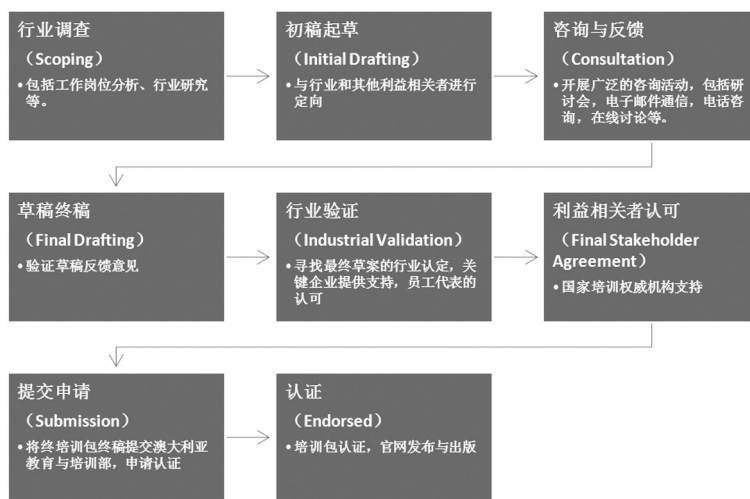 行业调查
（Scoping）
• 包括工作岗位分析、行业研究
等。
初稿起草
（Initial Drafting）
• 与行业和其他利益相关者进行
定向
咨询与反馈
（Consultation）
• 开展广泛的咨询活动，包括研
讨会，电子邮件通信，电话咨
询，在线讨论等。
草稿终稿
（Final Drafting）
• 验证草稿反馈意见
行业验证
（Industrial Validation）
• 寻找最终草案的行业认定，关
键企业提供支持，员工代表的
认可
利益相关者认可
（Final Stakeholder
Agreement）
• 国家培训权威机构支持
提交申请
（Submission）
• 将终培训包终稿提交澳大利亚
教育与培训部，申请认证
认证
（Endorsed）
• 培训包认证，官网发布与出版